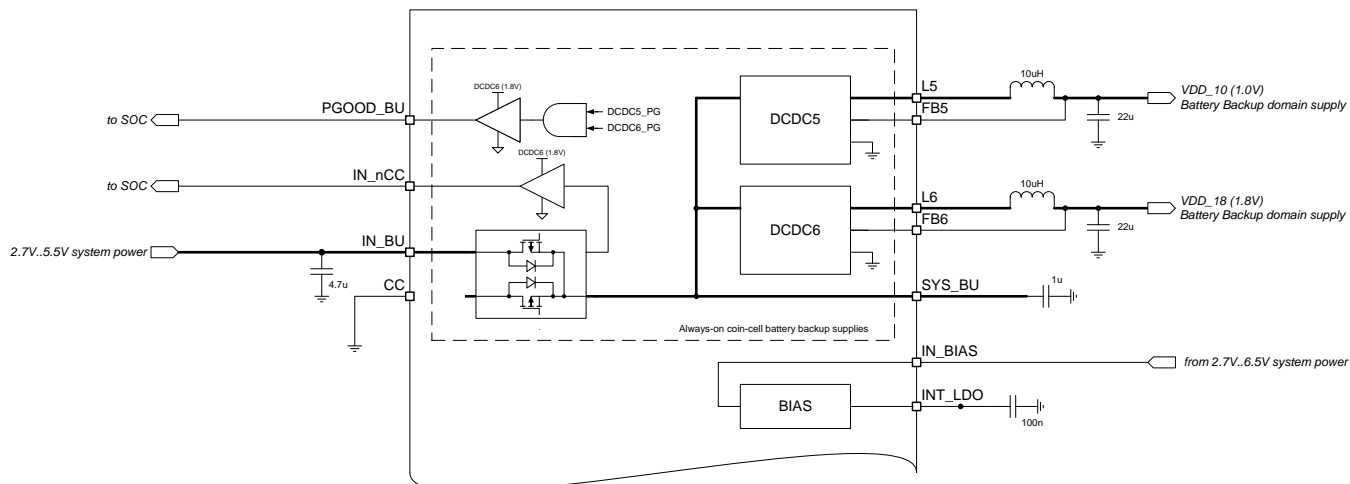 DCDC6 (1.8V)
PGOOD_BU
to SOC
DCDC5_PG
DCDC6_PG
DCDC6 (1.8V)
IN_nCC
to SOC
IN_BU
2.7V..5.5V system power
4.7u
CC
DCDC5
L5
FB5
10uH
22u
VDD_10 (1.0V)
Battery Backup domain supply
DCDC6
L6
FB6
10uH
22u
VDD_18 (1.8V)
Battery Backup domain supply
SYS_BU
1u
Always-on coin-cell battery backup supplies
IN_BIAS
from 2.7V..6.5V system power
BIAS
INT_LDO
100n